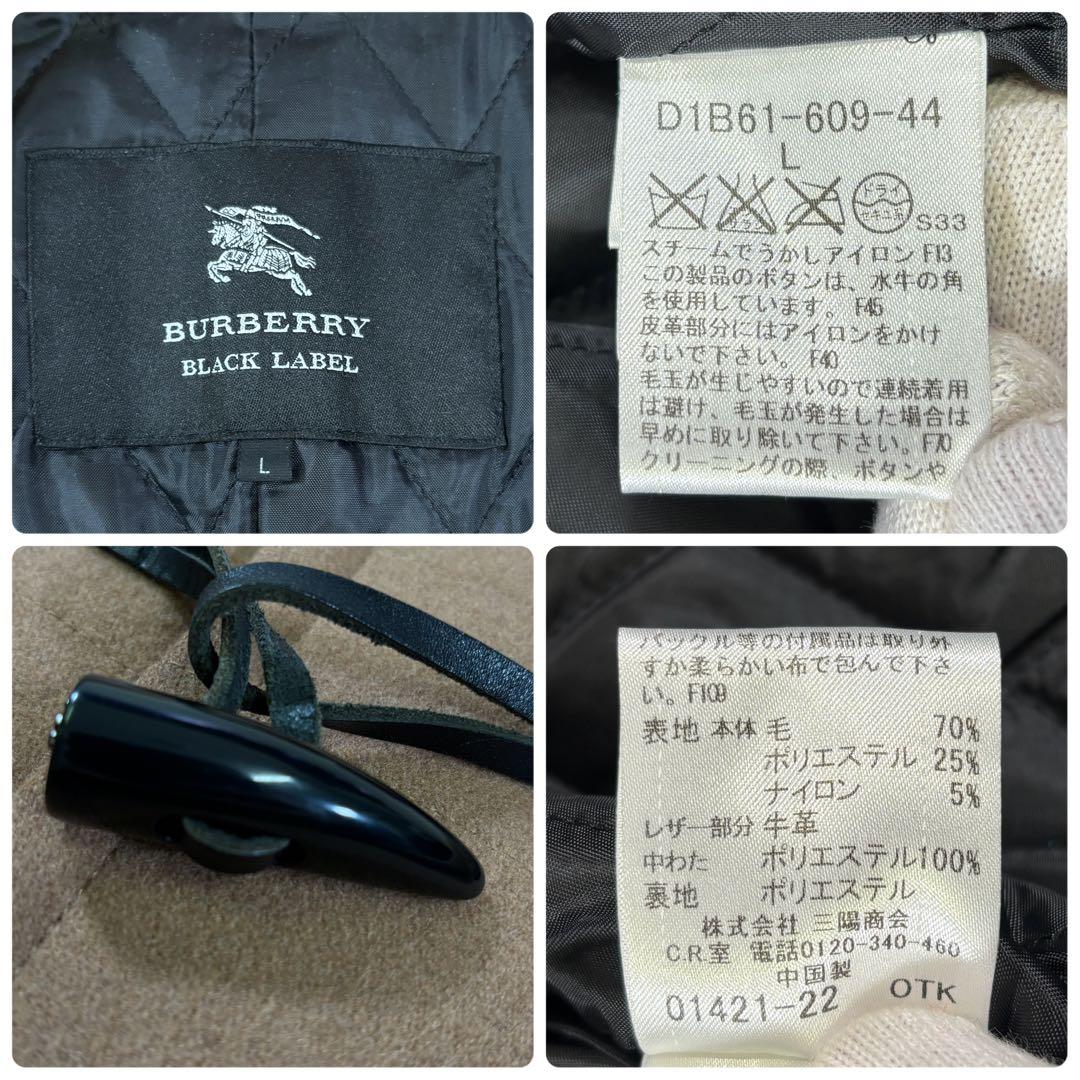 BURBERRY
BLACK LABEL
L
D1B61-609-44
L
ドライ
セキユ系
S33
スチームでうかしアイロン F13
この製品のボタンは、水牛の角
を使用しています。F45
皮革部分にはアイロンをかけ
ないで下さい。F40
毛玉が生じやすいので連続着用
は避け、毛玉が発生した場合は
早めに取り除いて下さい。F70
クリーニングの際、ボタンや
バックル等の付属品は取り外
すか柔らかい布で包んで下さ
い。F109
表地 本体 毛 70%
ポリエステル 25%
ナイロン 5%
レザー部分 牛革
中わた ポリエステル100%
裏地 ポリエステル
株式会社 三陽商会
C.R.室 電話0120-340-460
中国製
01421-22 OTK